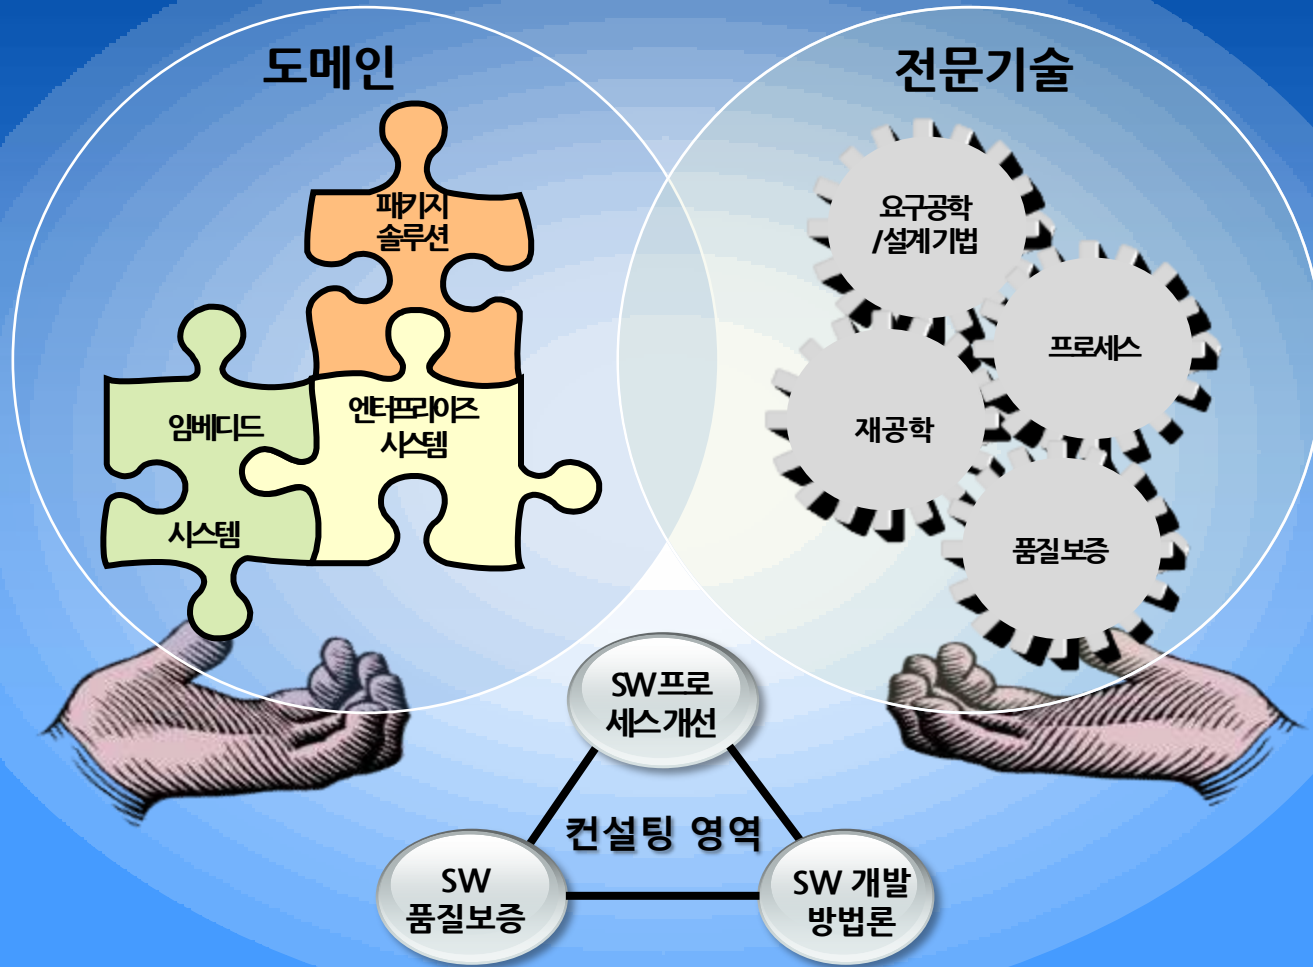 도메인
전문기술
패키지
솔루션
임베디드
시스템
엔터프라이즈
시스템
요구공학
/설계기법
프로세스
재공학
품질보증
SW프로
세스개선
컨설팅 영역
SW
품질보증
SW 개발
방법론